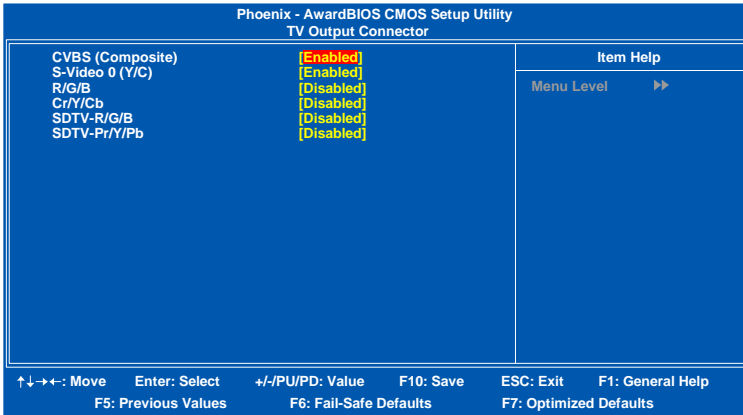 Phoenix - AwardBIOS CMOS Setup Utility
TV Output Connector
CVBS (Composite) [Enabled]
S-Video 0 (Y/C) [Enabled]
R/G/B [Disabled]
Cr/Y/Cb [Disabled]
SDTV-R/G/B [Disabled]
SDTV-Pr/Y/Pb [Disabled]
Item Help
Menu Level ▶▶
↑↓→←: Move Enter: Select +/-/PU/PD: Value F10: Save ESC: Exit F1: General Help
F5: Previous Values F6: Fail-Safe Defaults F7: Optimized Defaults